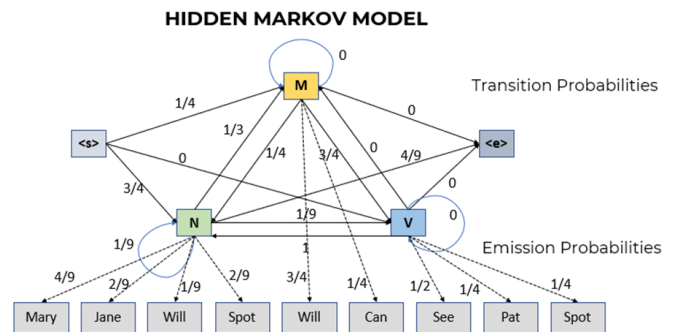 HIDDEN MARKOV MODEL
0
M
Transition Probabilities
1/4
0
<s>
1/3
1/4
3/4
0
4/9
<e>
0
3/4
0
N
1/9
V
0
1/9
1
Emission Probabilities
4/9
2/9
1/9
2/9
3/4
1/4
1/2
1/4
1/4
Mary
Jane
Will
Spot
Will
Can
See
Pat
Spot